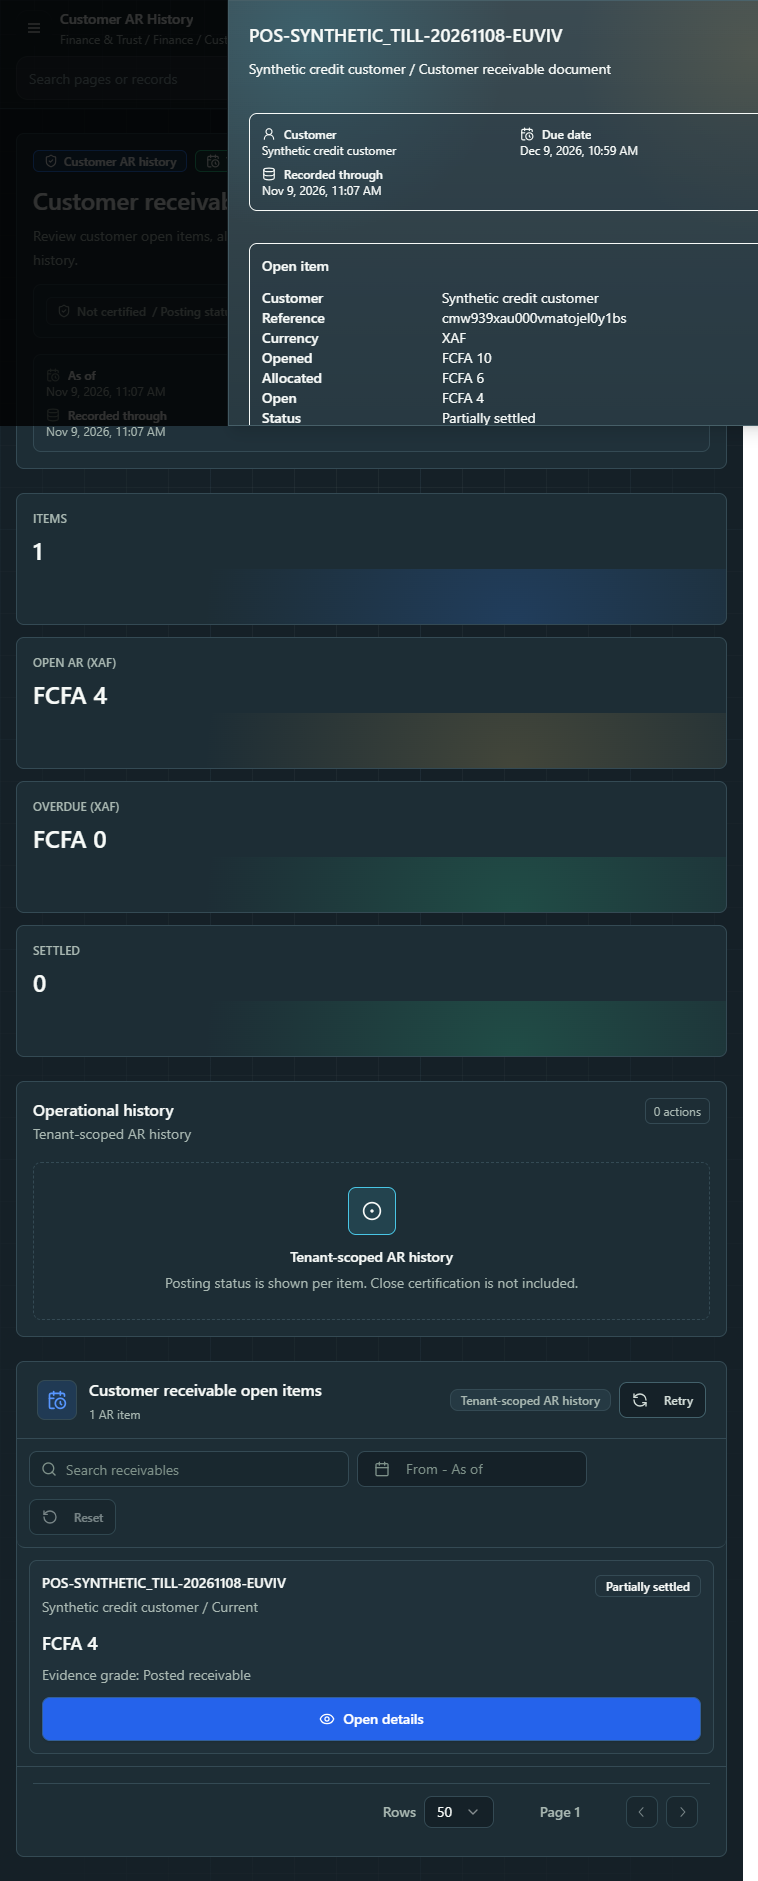 Customer AR History
Finance & Trust / Finance / Cust
Search pages or records
Customer AR history
Customer receivab
Review customer open items, al
history.
Not certified / Posting statu
As of
Nov 9, 2026, 11:07 AM
Recorded through
Nov 9, 2026, 11:07 AM
POS-SYNTHETIC_TILL-20261108-EUVIV
Synthetic credit customer / Customer receivable document
Customer
Synthetic credit customer
Due date
Dec 9, 2026, 10:59 AM
Recorded through
Nov 9, 2026, 11:07 AM
Open item
Customer Synthetic credit customer
Reference cmw939xau000vmatojel0y1bs
Currency XAF
Opened FCFA 10
Allocated FCFA 6
Open FCFA 4
Status Partially settled
ITEMS
1
OPEN AR (XAF)
FCFA 4
OVERDUE (XAF)
FCFA 0
SETTLED
0
Operational history
0 actions
Tenant-scoped AR history
Tenant-scoped AR history
Posting status is shown per item. Close certification is not included.
Customer receivable open items
1 AR item
Tenant-scoped AR history
Retry
Search receivables
From - As of
Reset
POS-SYNTHETIC_TILL-20261108-EUVIV
Partially settled
Synthetic credit customer / Current
FCFA 4
Evidence grade: Posted receivable
Open details
Rows 50 Page 1